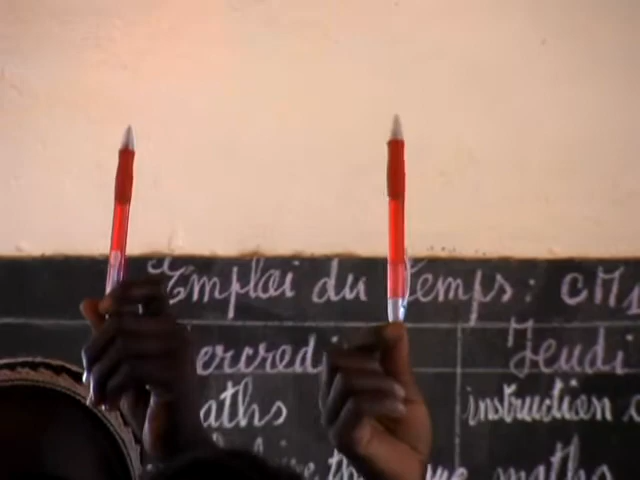 Emploi du Temps : CM1
ercredi Jeudi
aths instruction c
maths